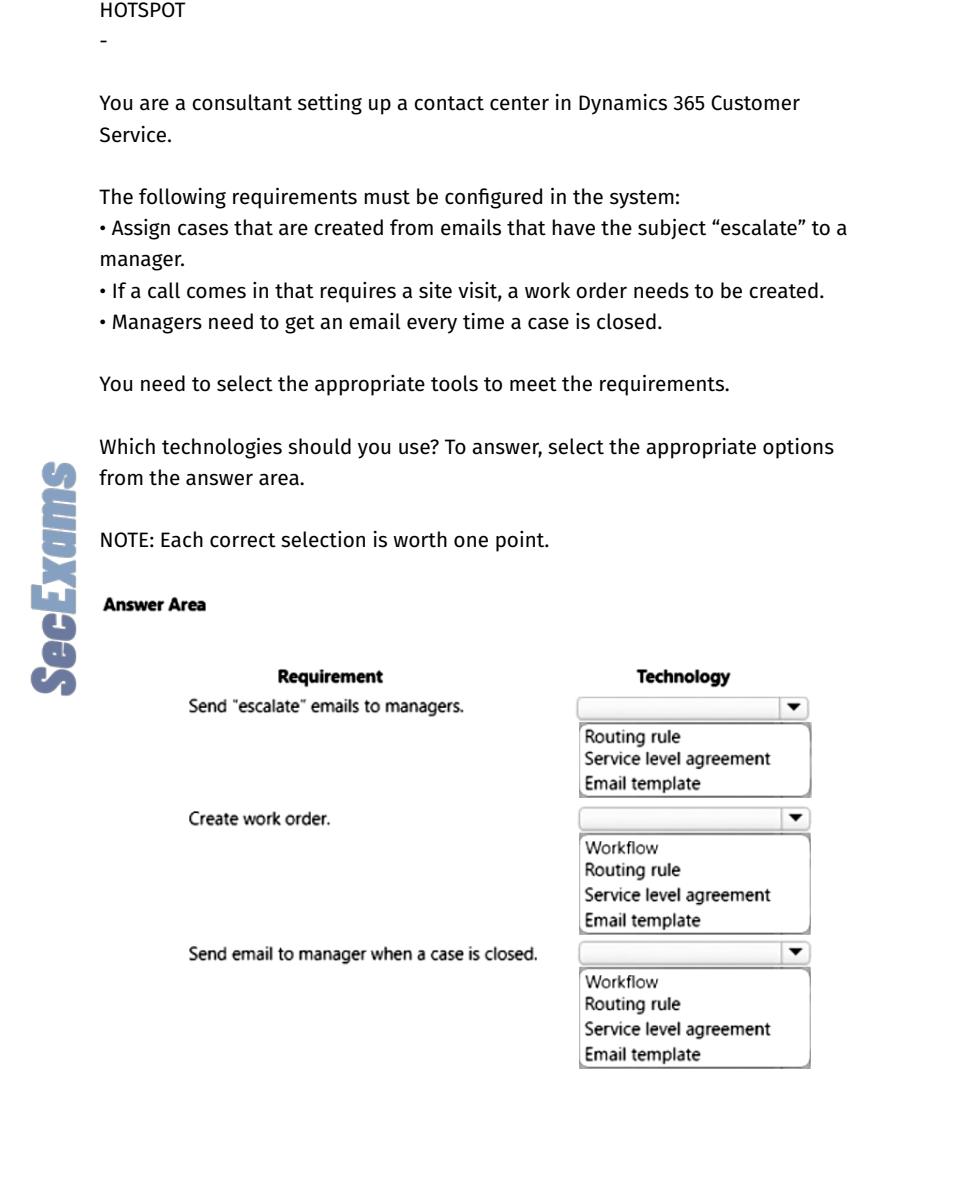 HOTSPOT
-
You are a consultant setting up a contact center in Dynamics 365 Customer
Service.
The following requirements must be configured in the system:
• Assign cases that are created from emails that have the subject “escalate” to a
manager.
• If a call comes in that requires a site visit, a work order needs to be created.
• Managers need to get an email every time a case is closed.
You need to select the appropriate tools to meet the requirements.
Which technologies should you use? To answer, select the appropriate options
from the answer area.
NOTE: Each correct selection is worth one point.
SecExams
Answer Area
Requirement Technology
Send "escalate" emails to managers.
Routing rule
Service level agreement
Email template
Create work order.
Workflow
Routing rule
Service level agreement
Email template
Send email to manager when a case is closed.
Workflow
Routing rule
Service level agreement
Email template